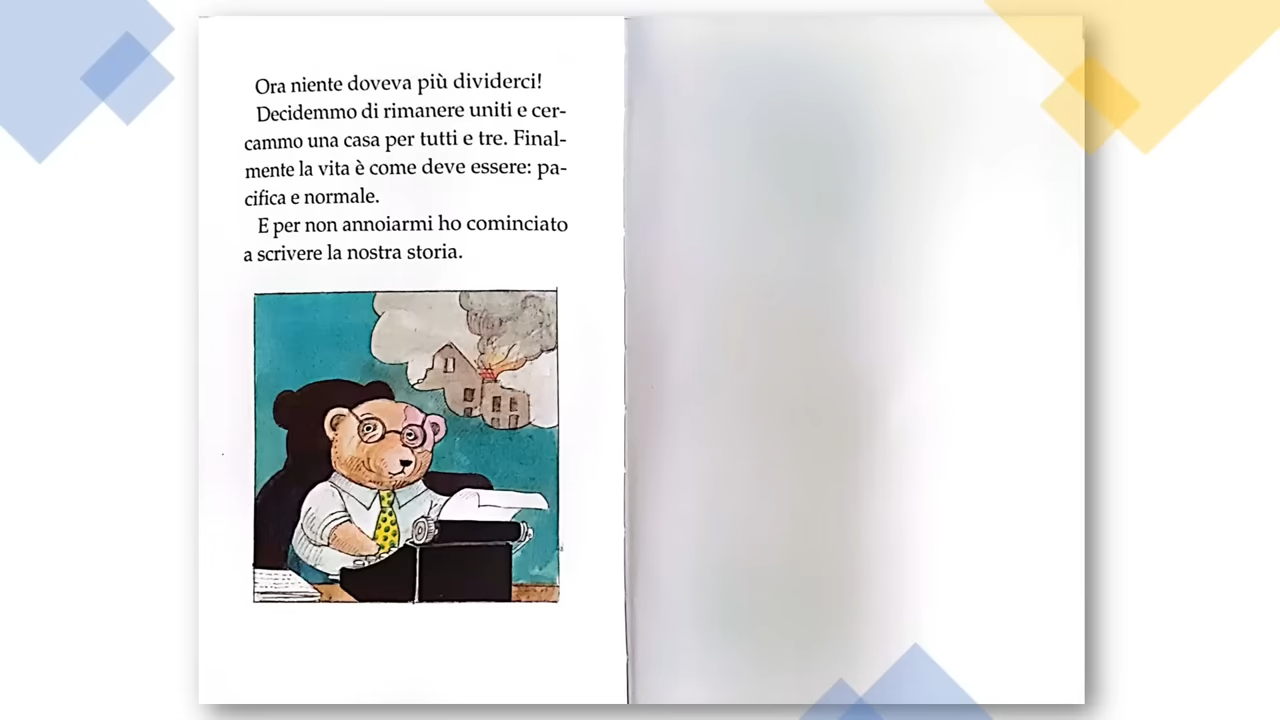 Ora niente doveva più dividerci!
Decidemmo di rimanere uniti e cer-
cammo una casa per tutti e tre. Final-
mente la vita è come deve essere: pa-
cifica e normale.
E per non annoiarmi ho cominciato
a scrivere la nostra storia.